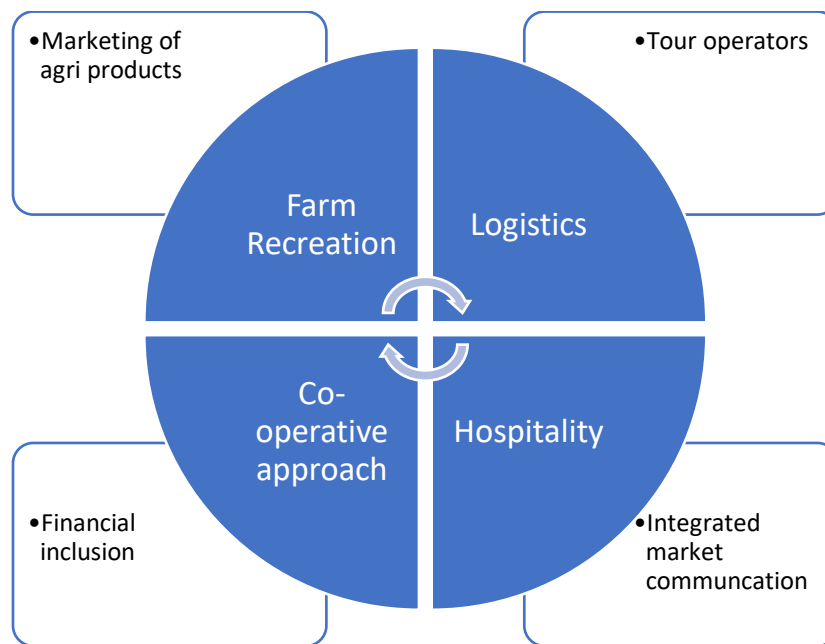 •Marketing of
agri products
•Tour operators
Farm
Recreation
Logistics
Co-
operative
approach
Hospitality
•Financial
inclusion
•Integrated
market
communcation